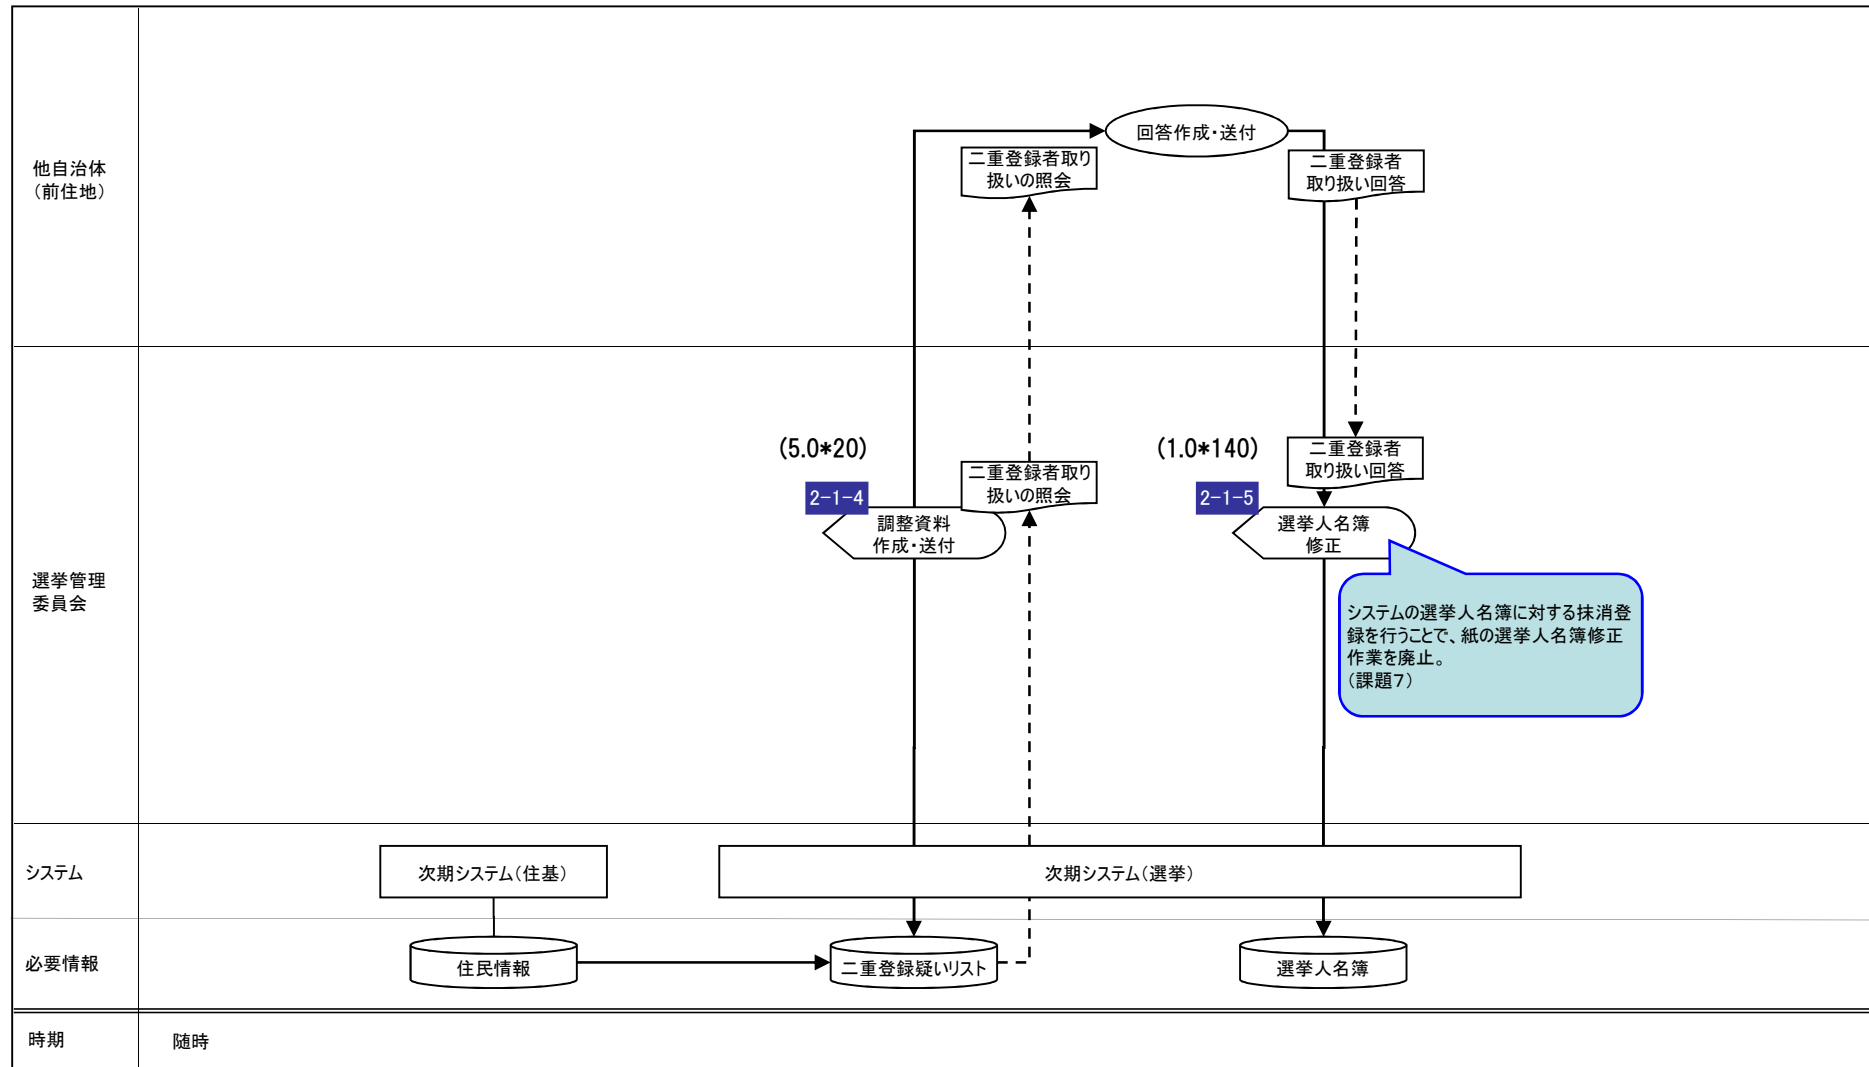 他自治体
（前住地）
回答作成・送付
二重登録者取り
扱いの照会
二重登録者
取り扱い回答
選挙管理
委員会
(5.0*20)
2-1-4
調整資料
作成・送付
二重登録者取り
扱いの照会
(1.0*140)
2-1-5
二重登録者
取り扱い回答
選挙人名簿
修正
システムの選挙人名簿に対する抹消登
録を行うことで、紙の選挙人名簿修正
作業を廃止。
（課題７）
システム
次期システム（住基）
次期システム（選挙）
必要情報
住民情報
二重登録疑いリスト
選挙人名簿
時期
随時